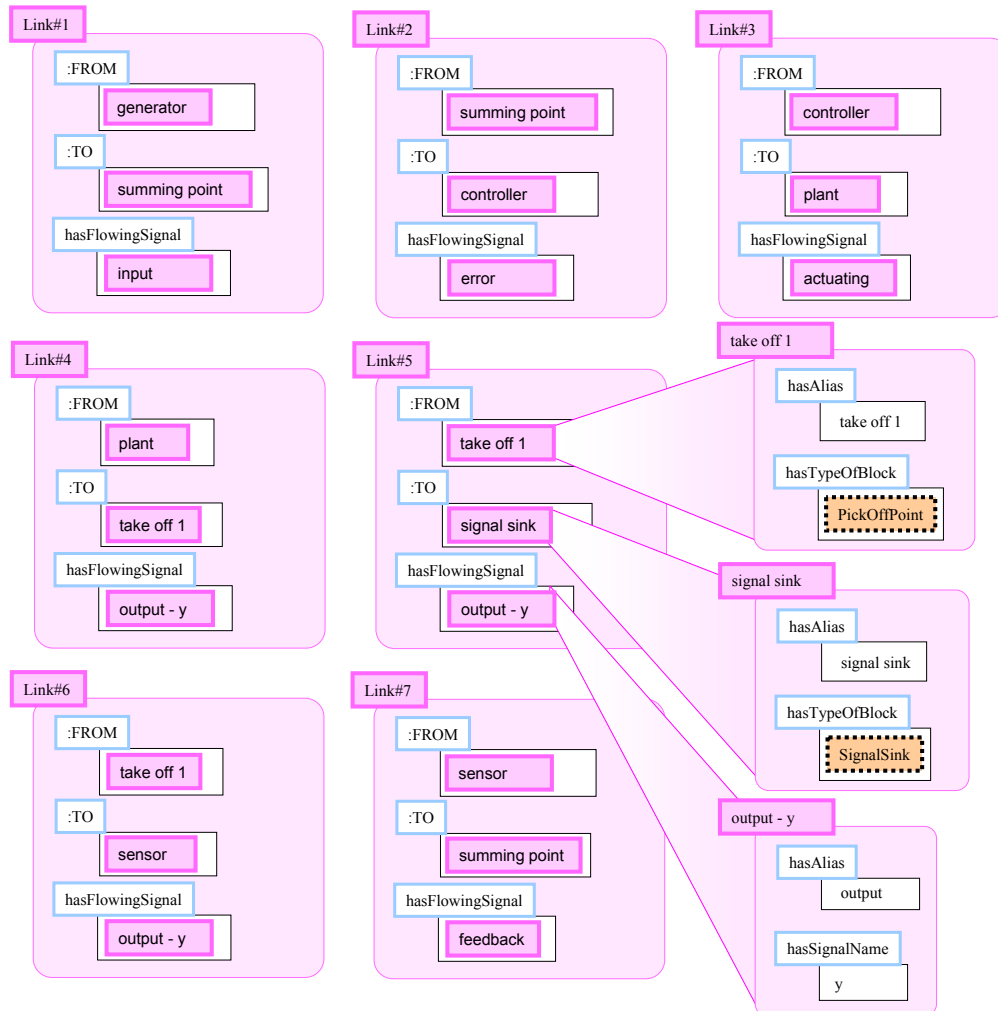 Link#1
:FROM
generator
:TO
summing point
hasFlowingSignal
input
Link#2
:FROM
summing point
:TO
controller
hasFlowingSignal
error
Link#3
:FROM
controller
:TO
plant
hasFlowingSignal
actuating
Link#4
:FROM
plant
:TO
take off 1
hasFlowingSignal
output - y
Link#5
:FROM
take off 1
:TO
signal sink
hasFlowingSignal
output - y
take off 1
hasAlias
take off 1
hasTypeOfBlock
PickOffPoint
signal sink
hasAlias
signal sink
hasTypeOfBlock
SignalSink
output - y
hasAlias
output
hasSignalName
y
Link#6
:FROM
take off 1
:TO
sensor
hasFlowingSignal
output - y
Link#7
:FROM
sensor
:TO
summing point
hasFlowingSignal
feedback